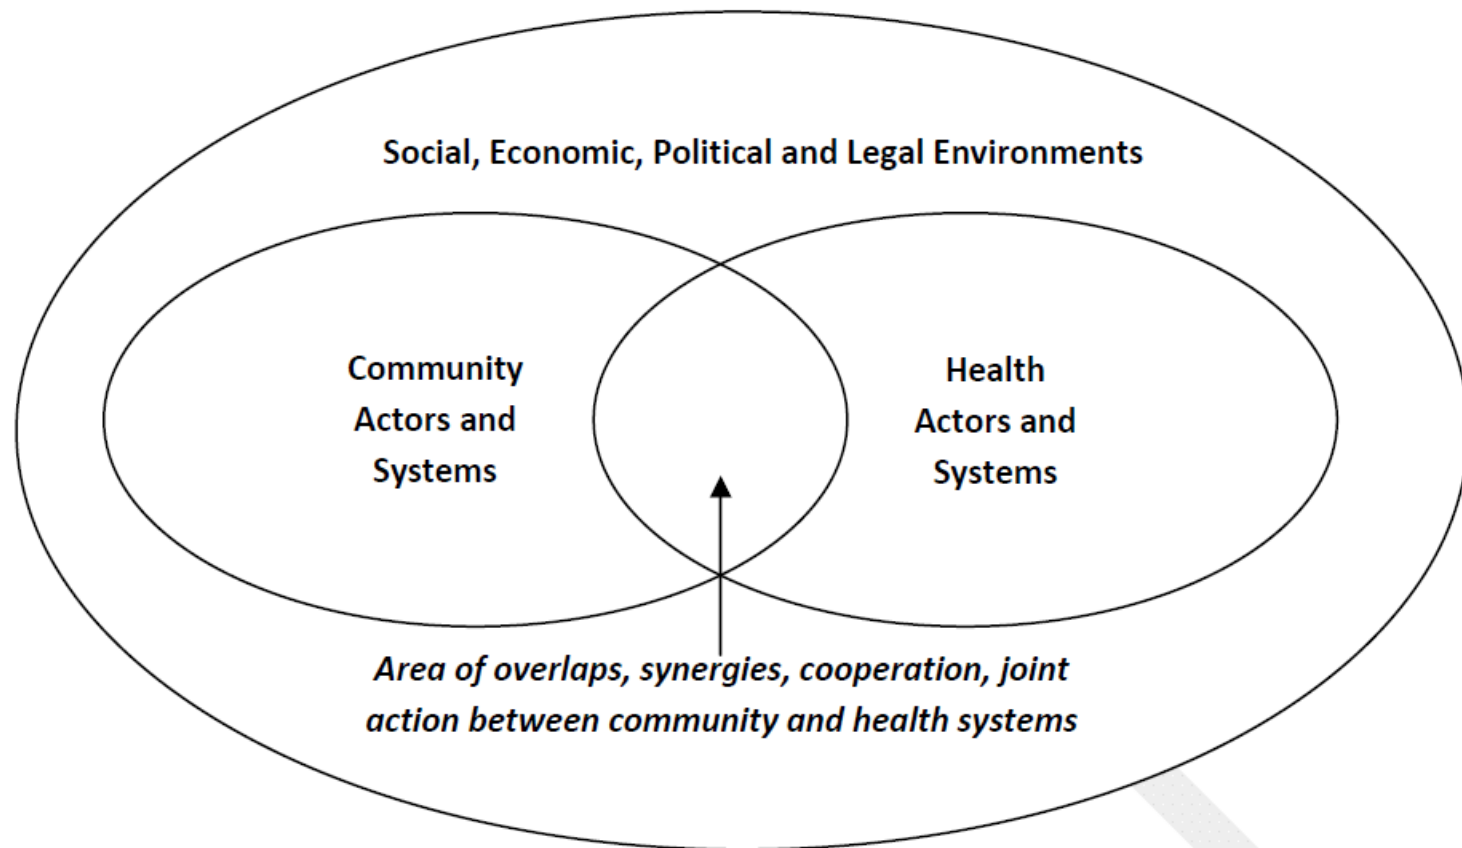 Social, Economic, Political and Legal Environments
Community
Actors and
Systems
Health
Actors and
Systems
Area of overlaps, synergies, cooperation, joint
action between community and health systems